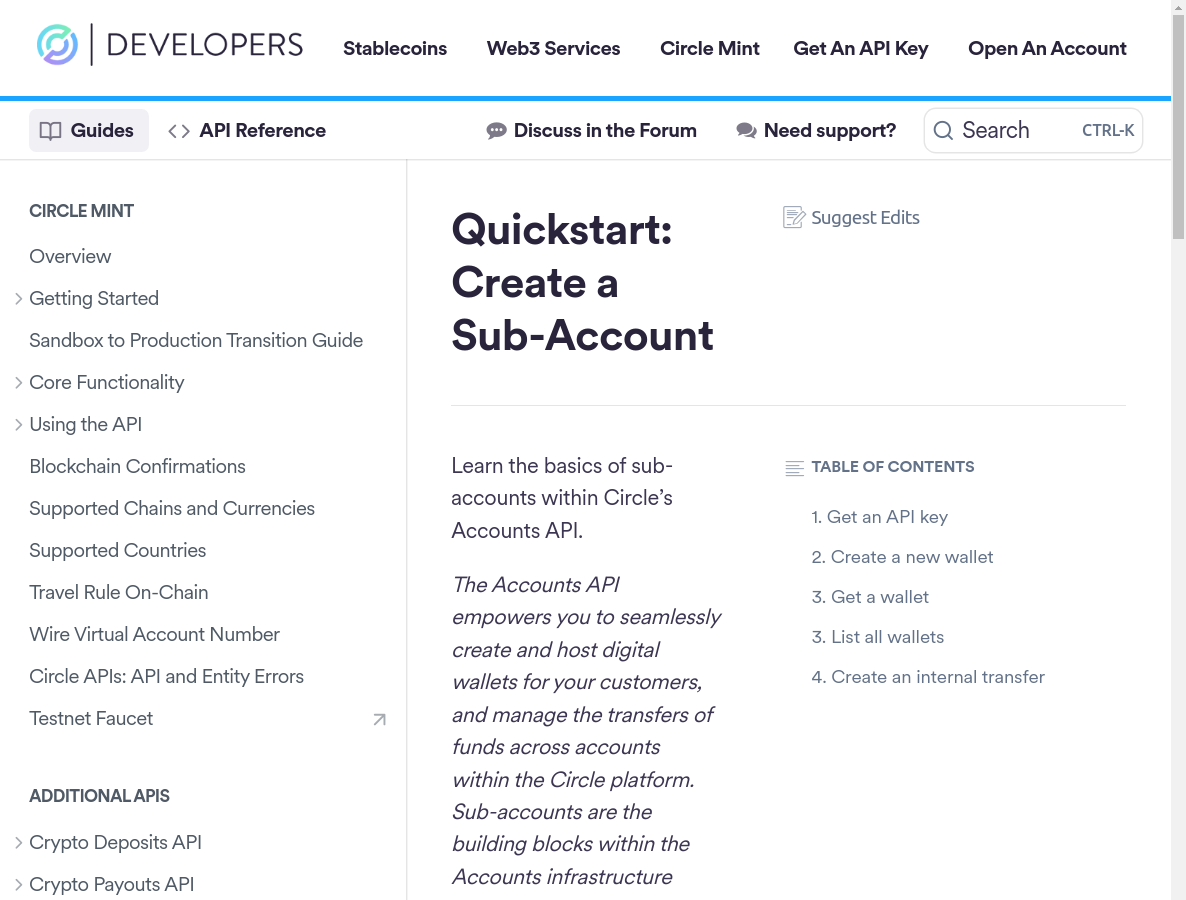 DEVELOPERS
Stablecoins Web3 Services Circle Mint Get An API Key Open An Account
Guides API Reference Discuss in the Forum Need support? Search CTRL-K
CIRCLE MINT
Overview
Getting Started
Sandbox to Production Transition Guide
Core Functionality
Using the API
Blockchain Confirmations
Supported Chains and Currencies
Supported Countries
Travel Rule On-Chain
Wire Virtual Account Number
Circle APIs: API and Entity Errors
Testnet Faucet
ADDITIONAL APIS
Crypto Deposits API
Crypto Payouts API
Quickstart:
Create a
Sub-Account
Suggest Edits
Learn the basics of sub-
accounts within Circle’s
Accounts API.
The Accounts API
empowers you to seamlessly
create and host digital
wallets for your customers,
and manage the transfers of
funds across accounts
within the Circle platform.
Sub-accounts are the
building blocks within the
Accounts infrastructure
TABLE OF CONTENTS
1. Get an API key
2. Create a new wallet
3. Get a wallet
3. List all wallets
4. Create an internal transfer